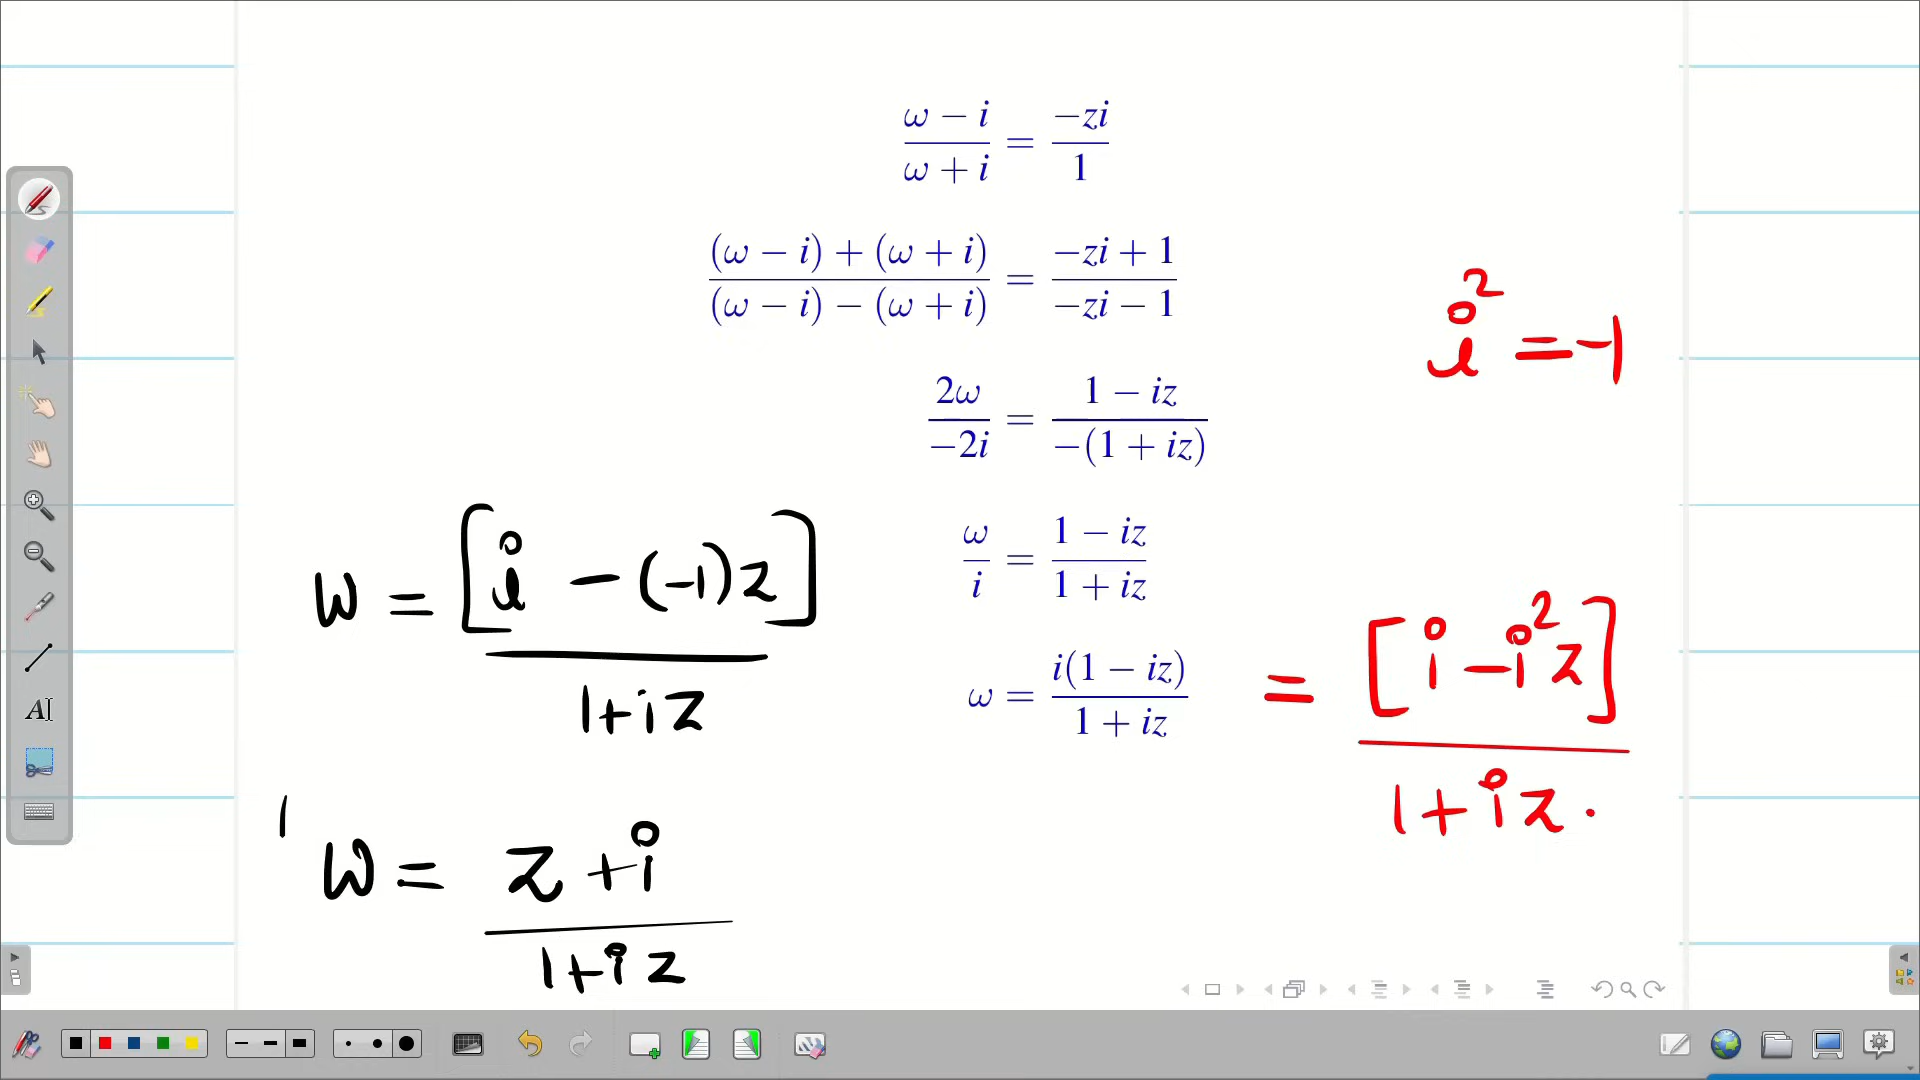 (ω − i)/(ω + i) = −zi/1
((ω − i) + (ω + i))/((ω − i) − (ω + i)) = (−zi + 1)/(−zi − 1)
i² = −1
2ω/−2i = (1 − iz)/(−(1 + iz))
ω/i = (1 − iz)/(1 + iz)
W = [i − (−1)z]/(1+iz)
ω = i(1 − iz)/(1 + iz) = [i − i²z]/(1+iz.
W = (z+i)/(1+iz)
AI